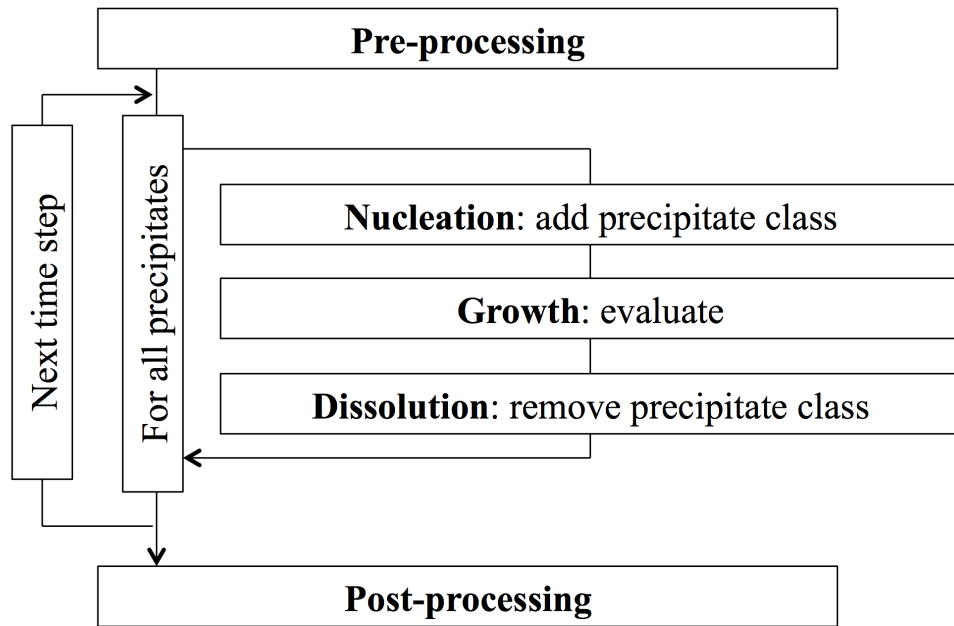 Pre-processing
Next time step
For all precipitates
Nucleation: add precipitate class
Growth: evaluate
Dissolution: remove precipitate class
Post-processing